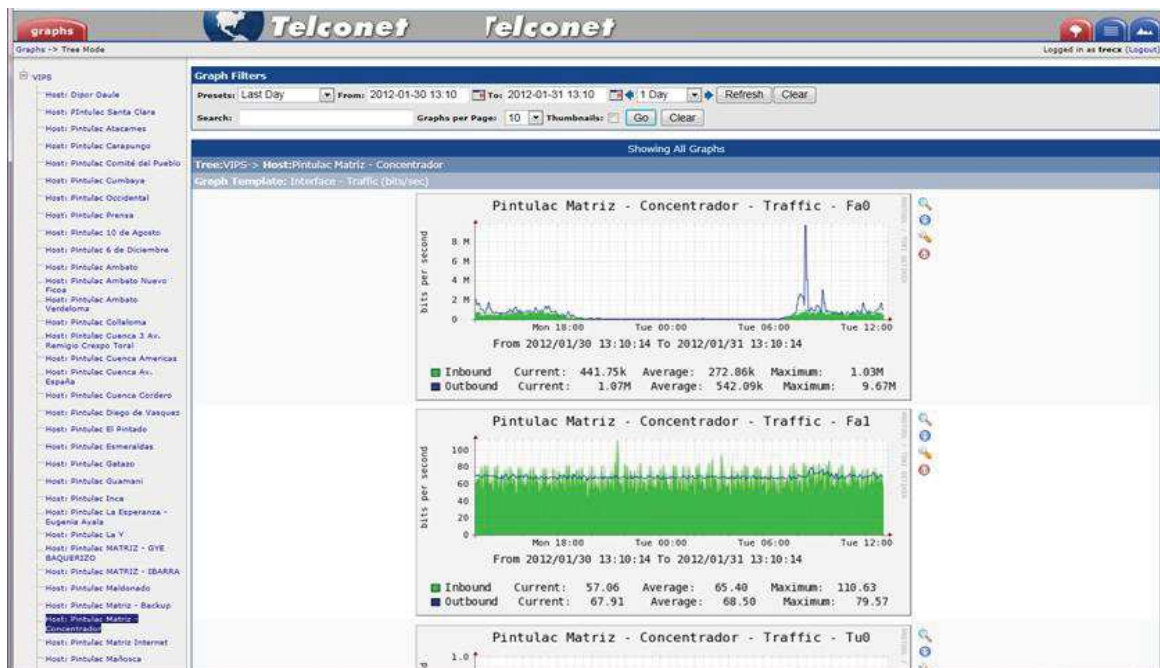 graphs
Telconet
Telconet
Graphs -> Tree Mode
Logged in as trecx (Logout)
VIPS
Host: Dipor Daule
Host: PIntulac Santa Clara
Host: Pintulac Atacames
Host: Pintulac Carapungo
Host: Pintulac Comité del Pueblo
Host: Pintulac Cumbaya
Host: Pintulac Occidental
Host: Pintulac Prensa
Host: Pintulac 10 de Agosto
Host: Pintulac 6 de Diciembre
Host: Pintulac Ambato
Host: Pintulac Ambato Nuevo
Ficoa
Host: Pintulac Ambato
Verdeloma
Host: Pintulac Collaloma
Host: Pintulac Cuenca 3 Av.
Remigio Crespo Toral
Host: Pintulac Cuenca Americas
Host: Pintulac Cuenca Av.
España
Host: Pintulac Cuenca Cordero
Host: Pintulac Diego de Vasquez
Host: Pintulac El Pintado
Host: Pintulac Esmeraldas
Host: Pintulac Gatazo
Host: Pintulac Guamani
Host: Pintulac Inca
Host: Pintulac La Esperanza -
Eugenia Ayala
Host: Pintulac La Y
Host: Pintulac MATRIZ - GYE
BAQUERIZO
Host: Pintulac MATRIZ - IBARRA
Host: Pintulac Maldonado
Host: Pintulac Matriz - Backup
Host: Pintulac Matriz -
Concentrador
Host: Pintulac Matriz Internet
Host: Pintulac Mañosca
Graph Filters
Presets: Last Day From: 2012-01-30 13:10 To: 2012-01-31 13:10 1 Day Refresh Clear
Search: Graphs per Page: 10 Thumbnails: Go Clear
Showing All Graphs
Tree:VIPS-> Host:Pintulac Matriz - Concentrador
Graph Template: Interface - Traffic (bits/sec)
Pintulac Matriz - Concentrador - Traffic - Fa0
bits per second
8 M
6 M
4 M
2 M
0
Mon 18:00 Tue 00:00 Tue 06:00 Tue 12:00
From 2012/01/30 13:10:14 To 2012/01/31 13:10:14
Inbound Current: 441.75k Average: 272.86k Maximum: 1.03M
Outbound Current: 1.07M Average: 542.09k Maximum: 9.67M
Pintulac Matriz - Concentrador - Traffic - Fa1
bits per second
100
80
60
40
20
0
Mon 18:00 Tue 00:00 Tue 06:00 Tue 12:00
From 2012/01/30 13:10:14 To 2012/01/31 13:10:14
Inbound Current: 57.06 Average: 65.40 Maximum: 110.63
Outbound Current: 67.91 Average: 68.50 Maximum: 79.57
Pintulac Matriz - Concentrador - Traffic - Tu0
1.0